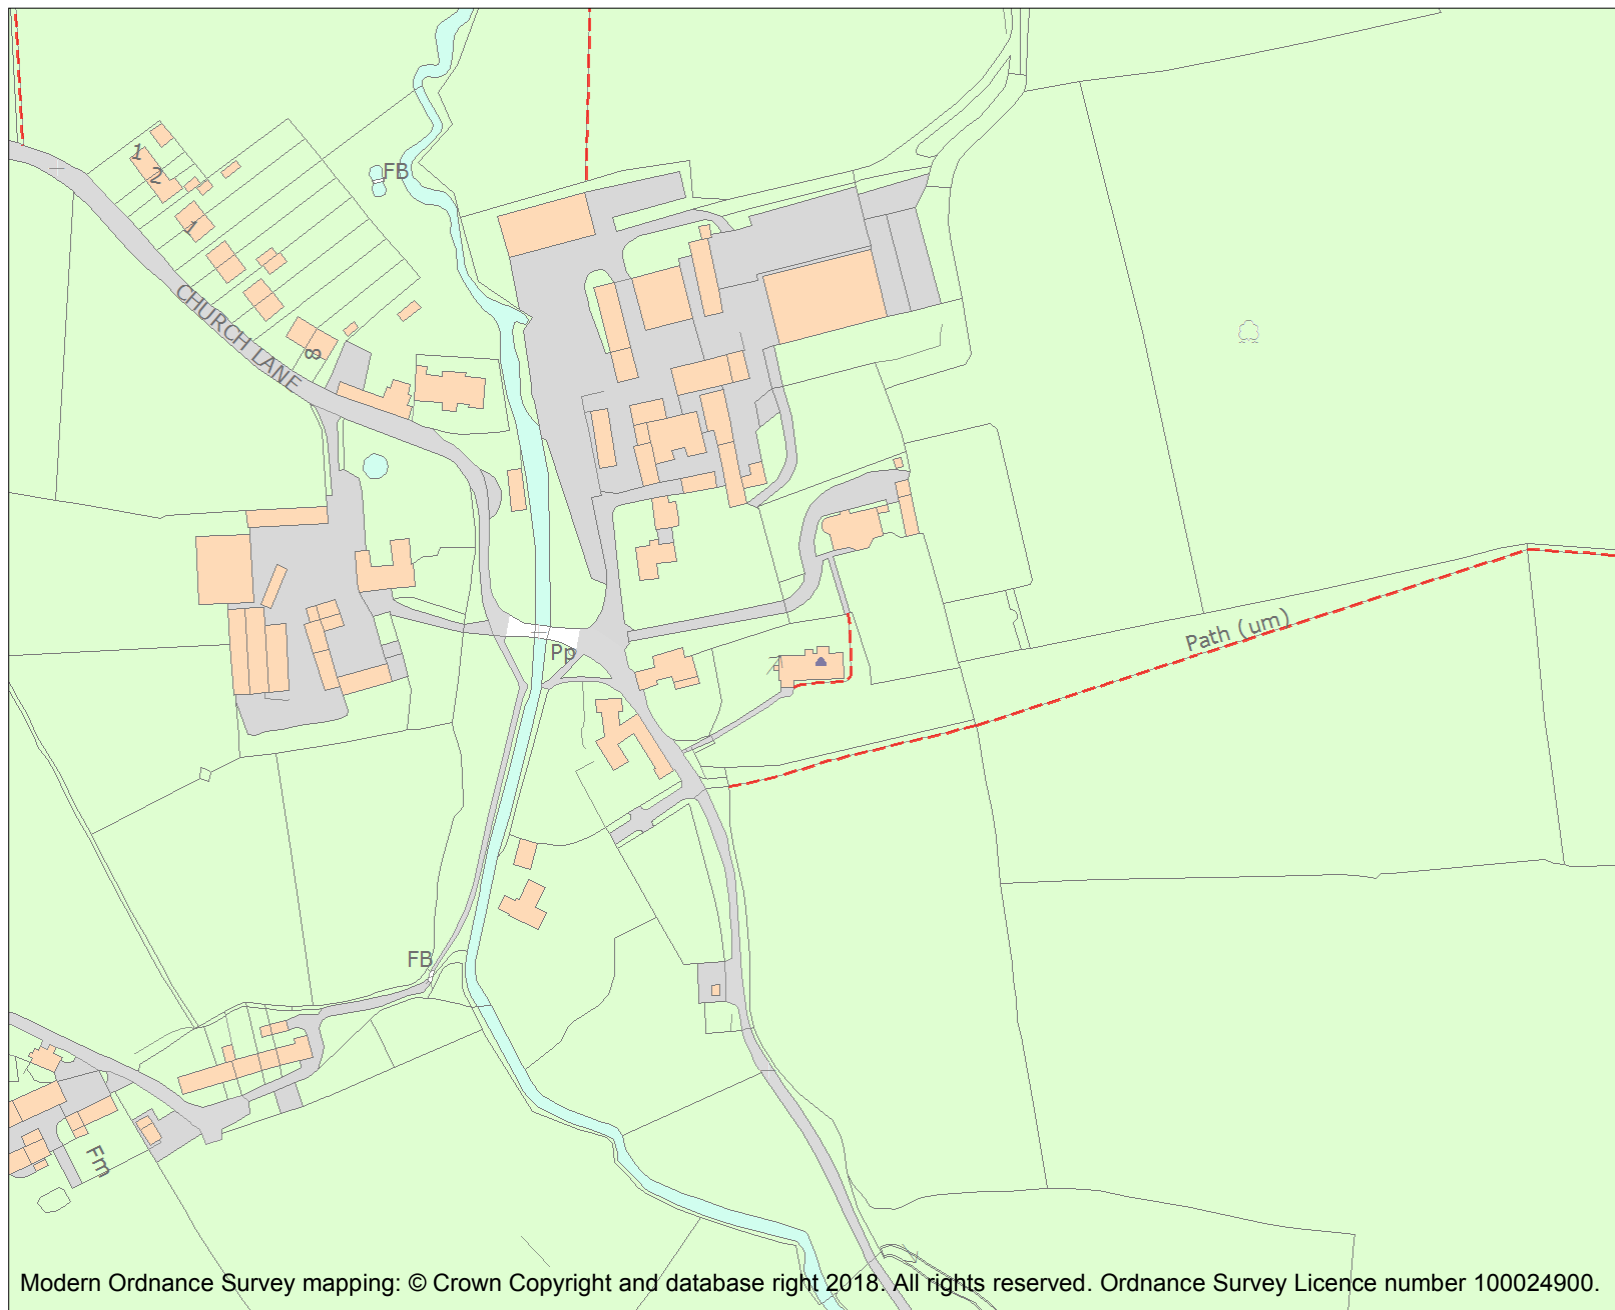 1
2
FB
1
CHURCH LANE
8
Path (um)
Pp
FB
Fm
Modern Ordnance Survey mapping: © Crown Copyright and database right 2018. All rights reserved. Ordnance Survey Licence number 100024900.